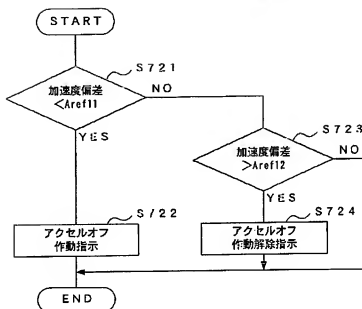 START
S721
加速度偏差
<Aref11
NO
YES
S723
加速度偏差
>Aref12
NO
YES
S722
アクセルオフ
作動指示
S724
アクセルオフ
作動解除指示
END